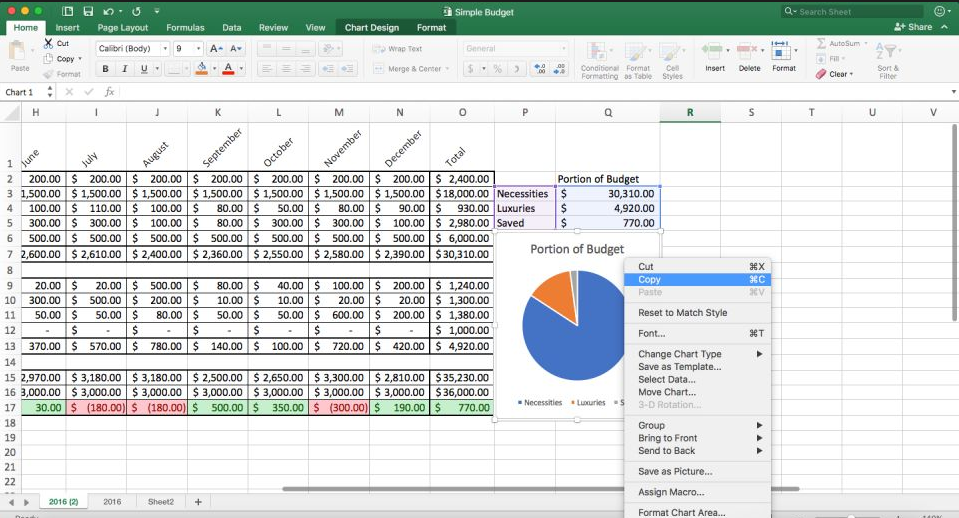 Simple Budget
Search Sheet
Home Insert Page Layout Formulas Data Review View Chart Design Format
Share
Paste
Cut
Copy
Format
Calibri (Body) 9 A A
B I U A
Wrap Text
Merge & Center
General
$ % )
Conditional Formatting
Format as Table
Cell Styles
Insert Delete Format
AutoSum
Fill
Clear
Sort & Filter
Chart 1 fx
H I J K L M N O P Q R S T U V
1 June July August September October November December Total
2 200.00 $ 200.00 $ 200.00 $ 200.00 $ 200.00 $ 200.00 $ 200.00 $ 2,400.00 Portion of Budget
3 1,500.00 $ 1,500.00 $ 1,500.00 $ 1,500.00 $ 1,500.00 $ 1,500.00 $ 1,500.00 $ 18,000.00 Necessities $ 30,310.00
4 100.00 $ 110.00 $ 100.00 $ 80.00 $ 50.00 $ 80.00 $ 90.00 $ 930.00 Luxuries $ 4,920.00
5 300.00 $ 300.00 $ 100.00 $ 80.00 $ 300.00 $ 300.00 $ 100.00 $ 2,980.00 Saved $ 770.00
6 500.00 $ 500.00 $ 500.00 $ 500.00 $ 500.00 $ 500.00 $ 500.00 $ 6,000.00
7 2,600.00 $ 2,610.00 $ 2,400.00 $ 2,360.00 $ 2,550.00 $ 2,580.00 $ 2,390.00 $ 30,310.00
8
9 20.00 $ 20.00 $ 500.00 $ 80.00 $ 40.00 $ 100.00 $ 200.00 $ 1,240.00
10 300.00 $ 500.00 $ 200.00 $ 10.00 $ 10.00 $ 20.00 $ 20.00 $ 1,300.00
11 50.00 $ 50.00 $ 80.00 $ 50.00 $ 50.00 $ 600.00 $ 200.00 $ 1,380.00
12 - $ - $ - $ - $ - $ - $ - $ 1,000.00
13 370.00 $ 570.00 $ 780.00 $ 140.00 $ 100.00 $ 720.00 $ 420.00 $ 4,920.00
14
15 2,970.00 $ 3,180.00 $ 3,180.00 $ 2,500.00 $ 2,650.00 $ 3,300.00 $ 2,810.00 $ 35,230.00
16 3,000.00 $ 3,000.00 $ 3,000.00 $ 3,000.00 $ 3,000.00 $ 3,000.00 $ 3,000.00 $ 36,000.00
17 30.00 $ (180.00) $ (180.00) $ 500.00 $ 350.00 $ (300.00) $ 190.00 $ 770.00
18
19
20
21
22
Portion of Budget
Necessities Luxuries S
Cut ⌘X
Copy ⌘C
Paste ⌘V
Reset to Match Style
Font... ⌘T
Change Chart Type
Save as Template...
Select Data...
Move Chart...
3-D Rotation...
Group
Bring to Front
Send to Back
Save as Picture...
Assign Macro...
Format Chart Area...
2016 (2) 2016 Sheet2 +